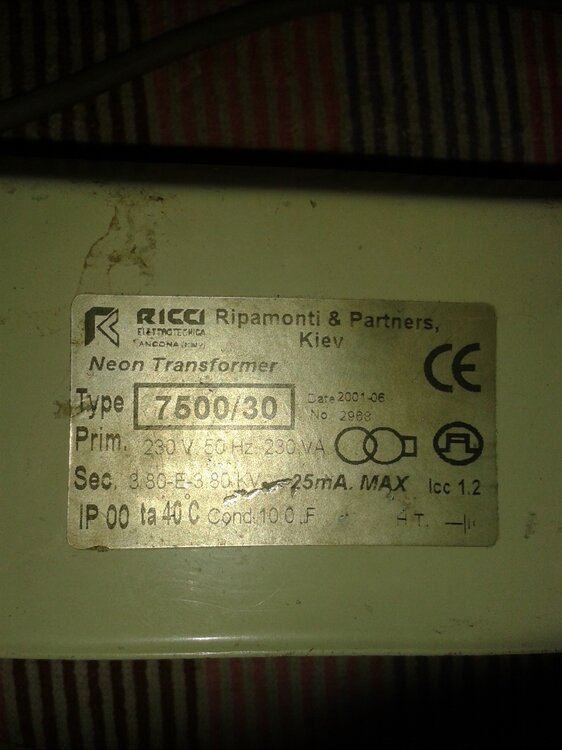 RICCI Ripamonti & Partners,
ELETTROTECNICA Kiev
ANCONA
Neon Transformer
Type 7500/30 Date 2001-06
No. 2988
Prim. 230 V. 50 Hz. 230 VA
Sec. 3.80-E-3.80 KV 25mA. MAX Icc 1.2
IP 00 ta 40°C Cond. 10.0 F
CE